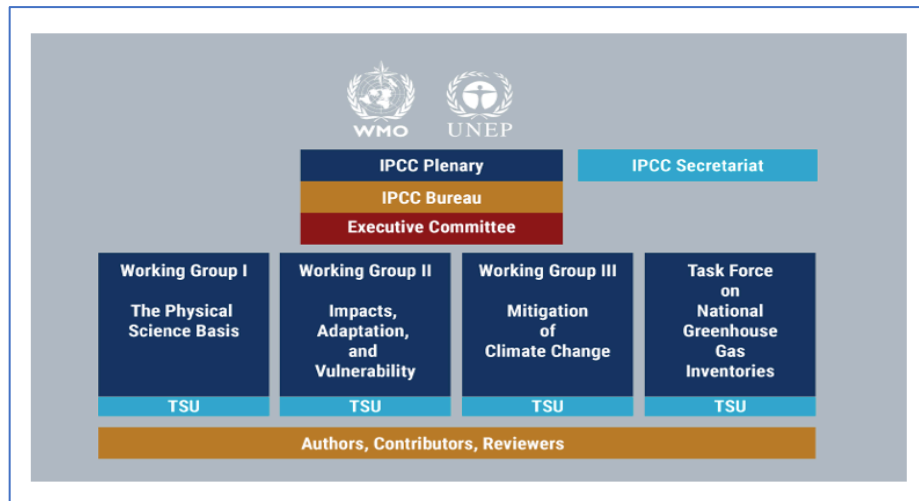 WMO
UNEP
IPCC Plenary
IPCC Secretariat
IPCC Bureau
Executive Committee
Working Group I
The Physical
Science Basis
TSU
Working Group II
Impacts,
Adaptation,
and
Vulnerability
TSU
Working Group III
Mitigation
of
Climate Change
TSU
Task Force
on
National
Greenhouse
Gas
Inventories
TSU
Authors, Contributors, Reviewers